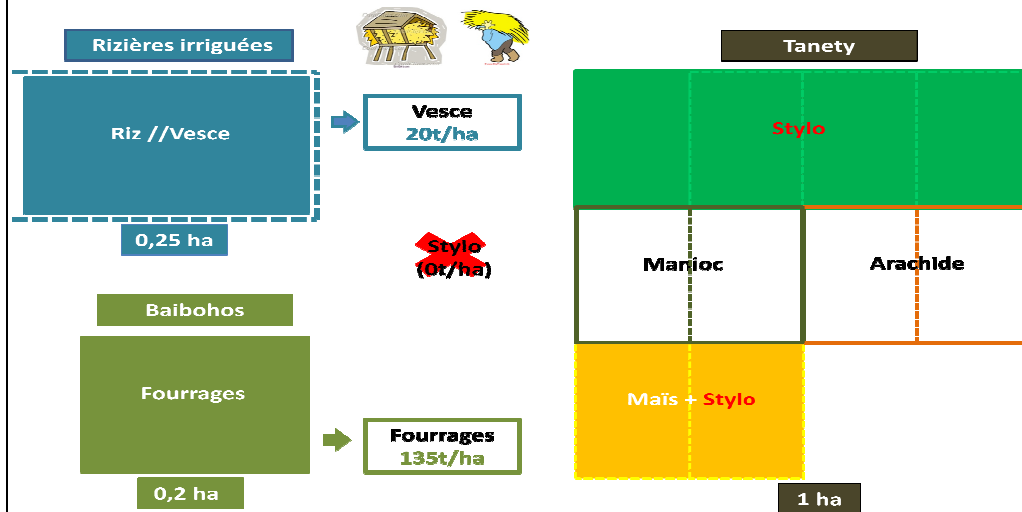 Rizières irriguées
Riz //Vesce
0,25 ha
Vesce
20t/ha
Stylo
(0t/ha)
Baibohos
Fourrages
0,2 ha
Fourrages
135t/ha
Tanety
Stylo
Manioc
Arachide
Maïs + Stylo
1 ha